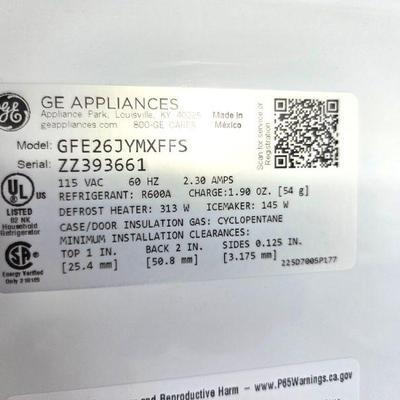 GE APPLIANCES
Appliance Park, Louisville, KY 40225
geappliances.com 800-GE CARES
Made in
México
Scan for service
or Registration
Model: GFE26JYMXFFS
Serial: ZZ393661
115 VAC 60 HZ 2.30 AMPS
REFRIGERANT: R600A CHARGE:1.90 OZ. [54 g]
DEFROST HEATER: 313 W ICEMAKER: 145 W
CASE/DOOR INSULATION GAS: CYCLOPENTANE
MINIMUM INSTALLATION CLEARANCES:
TOP 1 IN. BACK 2 IN. SIDES 0.125 IN.
[25.4 mm] [50.8 mm] [3.175 mm]
225D7005P177
UL US
LISTED
82 NK
Household
Refrigerator
Energy Verified
and Reproductive Harm - www.P65Warnings.ca.gov